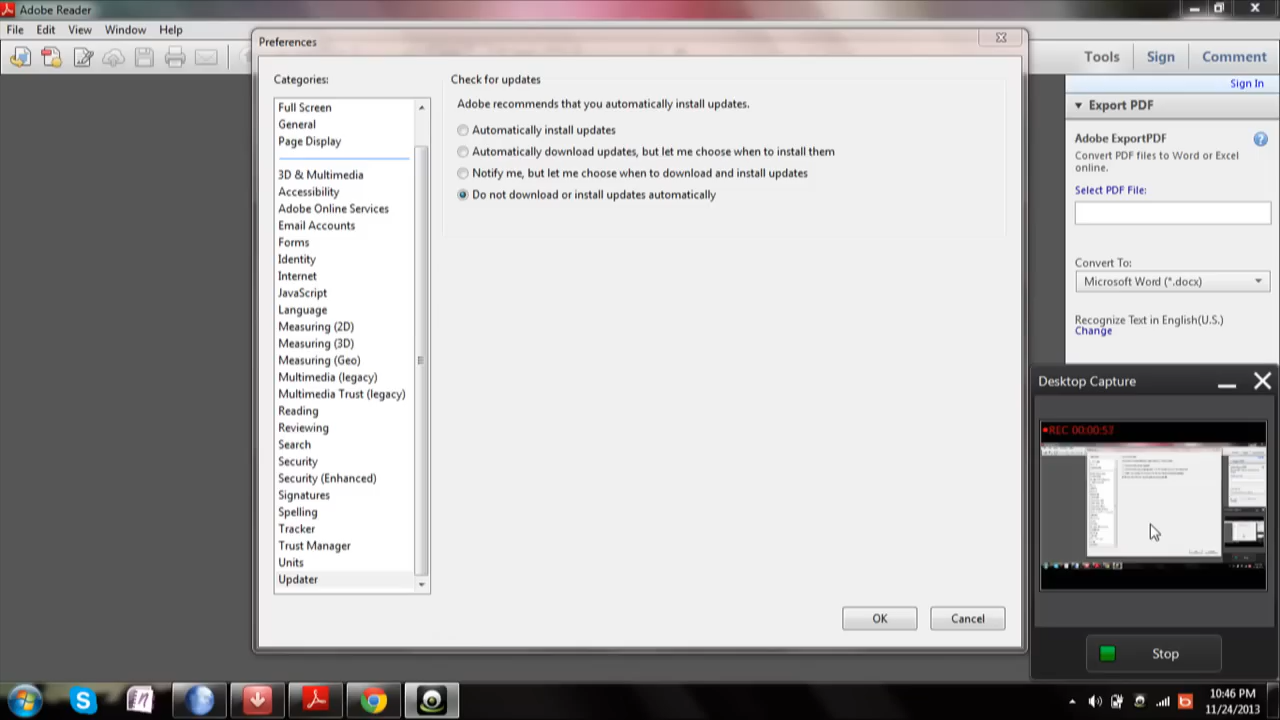 Adobe Reader
File Edit View Window Help
Tools Sign Comment
Sign In
Export PDF
Adobe ExportPDF
Convert PDF files to Word or Excel
online.
Select PDF File:
Convert To:
Microsoft Word (*.docx)
Recognize Text in English(U.S.)
Change
Preferences
Categories:
Full Screen
General
Page Display
3D & Multimedia
Accessibility
Adobe Online Services
Email Accounts
Forms
Identity
Internet
JavaScript
Language
Measuring (2D)
Measuring (3D)
Measuring (Geo)
Multimedia (legacy)
Multimedia Trust (legacy)
Reading
Reviewing
Search
Security
Security (Enhanced)
Signatures
Spelling
Tracker
Trust Manager
Units
Updater
Check for updates
Adobe recommends that you automatically install updates.
Automatically install updates
Automatically download updates, but let me choose when to install them
Notify me, but let me choose when to download and install updates
Do not download or install updates automatically
OK Cancel
Desktop Capture
REC 00:00:53
Stop
10:46 PM
11/24/2013